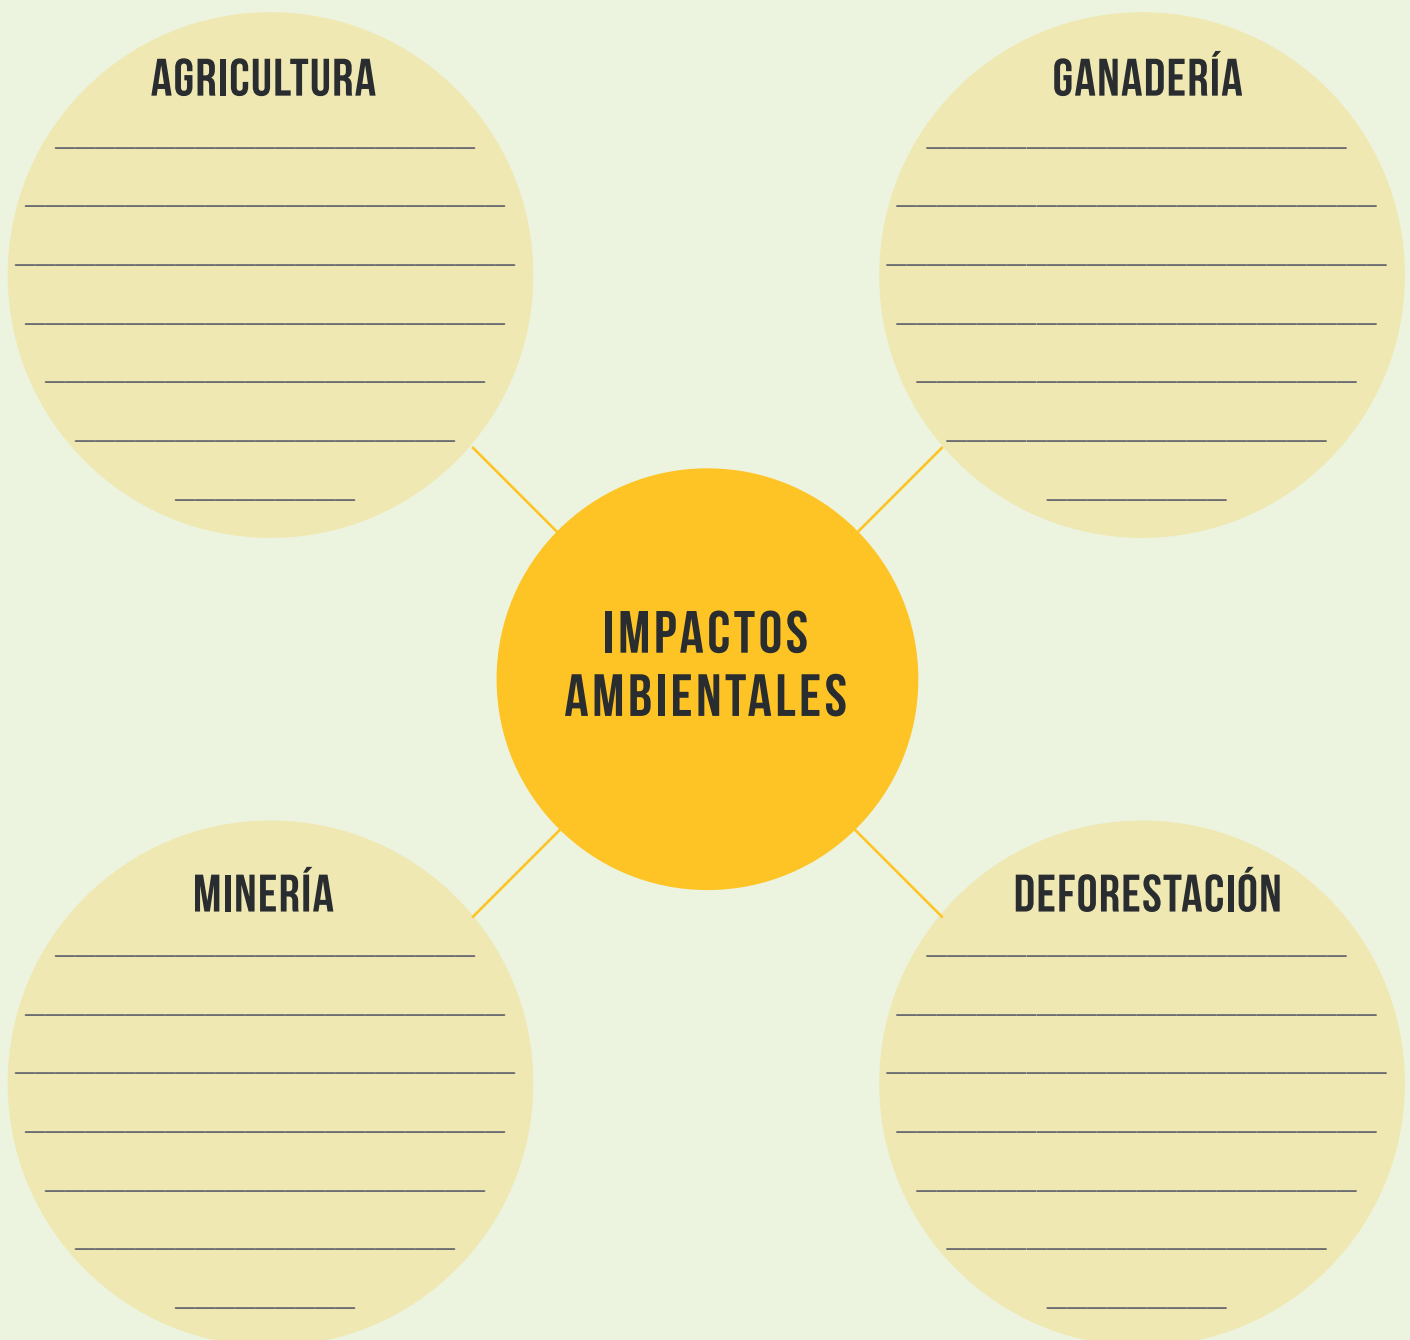 AGRICULTURA
GANADERÍA
IMPACTOS
AMBIENTALES
MINERÍA
DEFORESTACIÓN